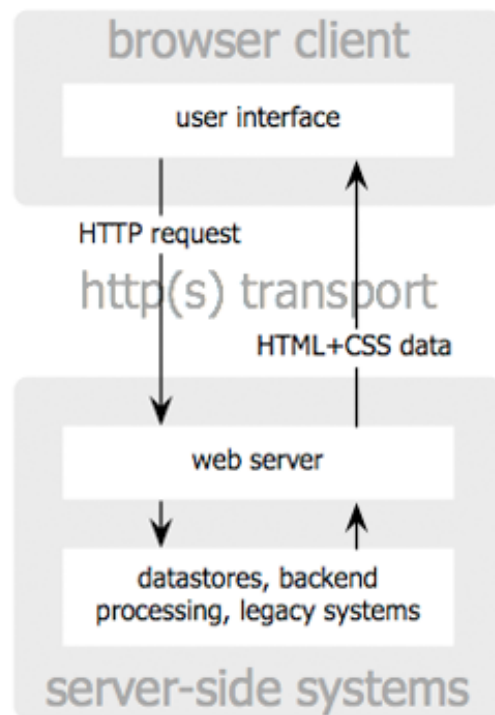 browser client
user interface
HTTP request
http(s) transport
HTML+CSS data
web server
datastores, backend
processing, legacy systems
server-side systems